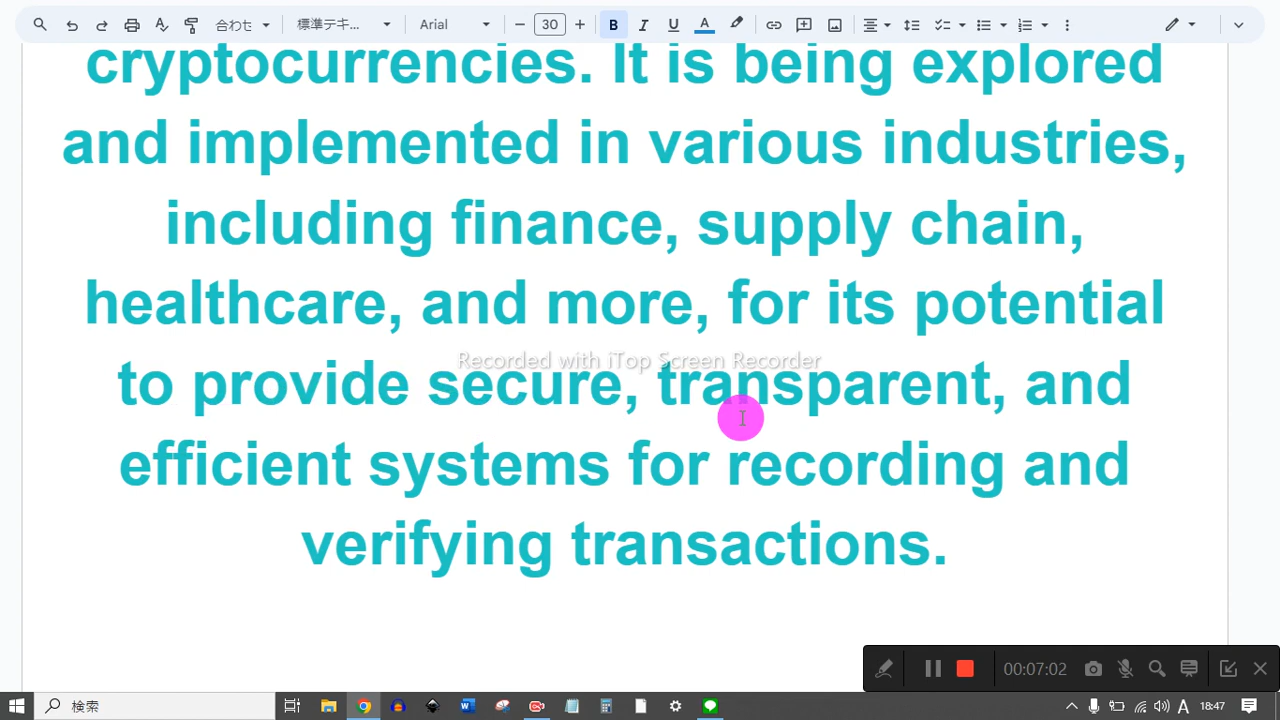 合わせ 標準テキ... Arial 30 B I U A
cryptocurrencies. It is being explored
and implemented in various industries,
including finance, supply chain,
healthcare, and more, for its potential
Recorded with iTop Screen Recorder
to provide secure, transparent, and
efficient systems for recording and
verifying transactions.
00:07:02
検索 A 18:47